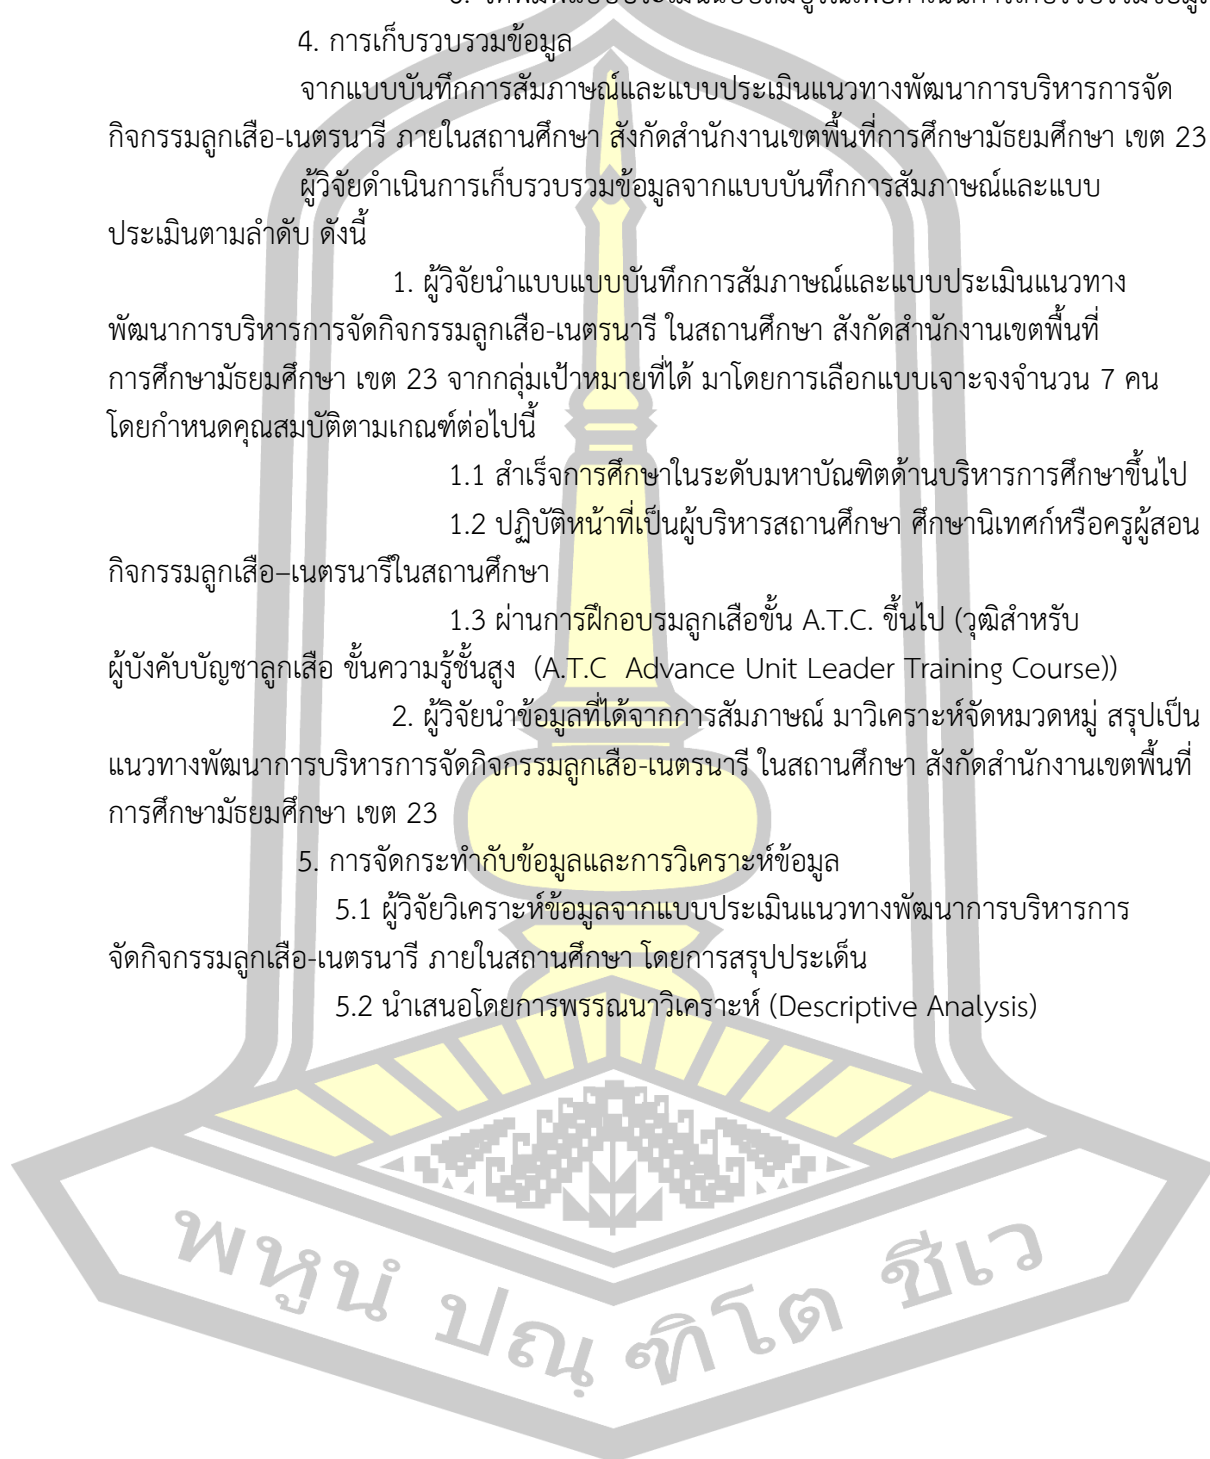 4. การเก็บรวบรวมข้อมูล
จากแบบบันทึกการสัมภาษณ์และแบบประเมินแนวทางพัฒนาการบริหารการจัด
กิจกรรมลูกเสือ-เนตรนารี ภายในสถานศึกษา สังกัดสำนักงานเขตพื้นที่การศึกษามัธยมศึกษา เขต 23
ผู้วิจัยดำเนินการเก็บรวบรวมข้อมูลจากแบบบันทึกการสัมภาษณ์และแบบ
ประเมินตามลำดับ ดังนี้
1. ผู้วิจัยนำแบบแบบบันทึกการสัมภาษณ์และแบบประเมินแนวทาง
พัฒนาการบริหารการจัดกิจกรรมลูกเสือ-เนตรนารี ในสถานศึกษา สังกัดสำนักงานเขตพื้นที่
การศึกษามัธยมศึกษา เขต 23 จากกลุ่มเป้าหมายที่ได้ มาโดยการเลือกแบบเจาะจงจำนวน 7 คน
โดยกำหนดคุณสมบัติตามเกณฑ์ต่อไปนี้
1.1 สำเร็จการศึกษาในระดับมหาบัณฑิตด้านบริหารการศึกษาขึ้นไป
1.2 ปฏิบัติหน้าที่เป็นผู้บริหารสถานศึกษา ศึกษานิเทศก์หรือครูผู้สอน
กิจกรรมลูกเสือ–เนตรนารีในสถานศึกษา
1.3 ผ่านการฝึกอบรมลูกเสือขั้น A.T.C. ขึ้นไป (วุฒิสำหรับ
ผู้บังคับบัญชาลูกเสือ ขั้นความรู้ชั้นสูง (A.T.C Advance Unit Leader Training Course))
2. ผู้วิจัยนำข้อมูลที่ได้จากการสัมภาษณ์ มาวิเคราะห์จัดหมวดหมู่ สรุปเป็น
แนวทางพัฒนาการบริหารการจัดกิจกรรมลูกเสือ-เนตรนารี ในสถานศึกษา สังกัดสำนักงานเขตพื้นที่
การศึกษามัธยมศึกษา เขต 23
5. การจัดกระทำกับข้อมูลและการวิเคราะห์ข้อมูล
5.1 ผู้วิจัยวิเคราะห์ข้อมูลจากแบบประเมินแนวทางพัฒนาการบริหารการ
จัดกิจกรรมลูกเสือ-เนตรนารี ภายในสถานศึกษา โดยการสรุปประเด็น
5.2 นำเสนอโดยการพรรณนาวิเคราะห์ (Descriptive Analysis)
พหูนํ ปณฺฑิโต ชีเว